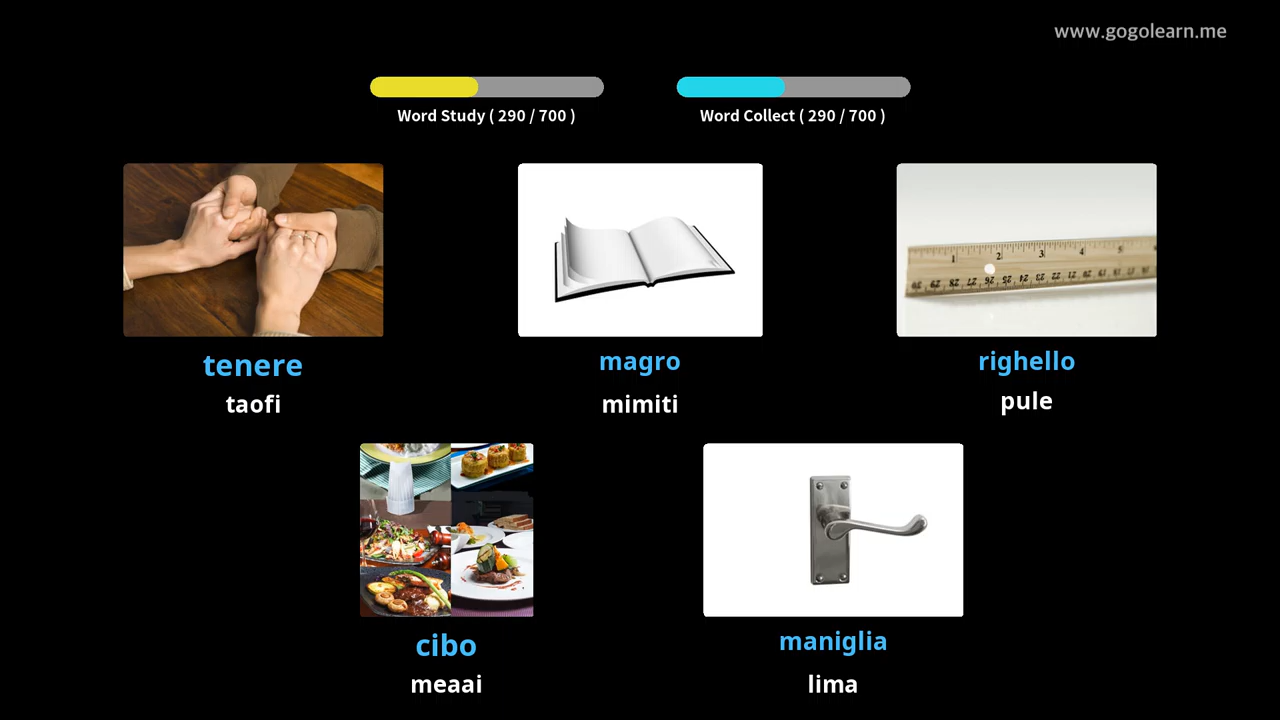 www.gogolearn.me
Word Study ( 290 / 700 )
Word Collect ( 290 / 700 )
tenere
taofi
magro
mimiti
righello
pule
cibo
meaai
maniglia
lima